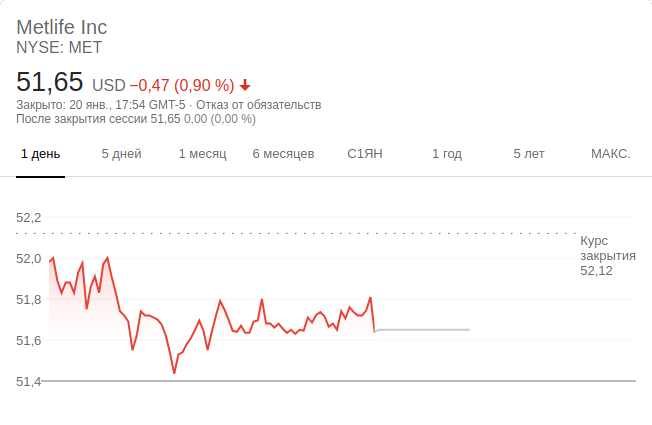 Metlife Inc
NYSE: MET
51,65 USD −0,47 (0,90 %)
Закрыто: 20 янв., 17:54 GMT-5 · Отказ от обязательств
После закрытия сессии 51,65 0,00 (0,00 %)
1 день 5 дней 1 месяц 6 месяцев С1ЯН 1 год 5 лет МАКС.
52,2
Курс
закрытия
52,12
52,0
51,8
51,6
51,4